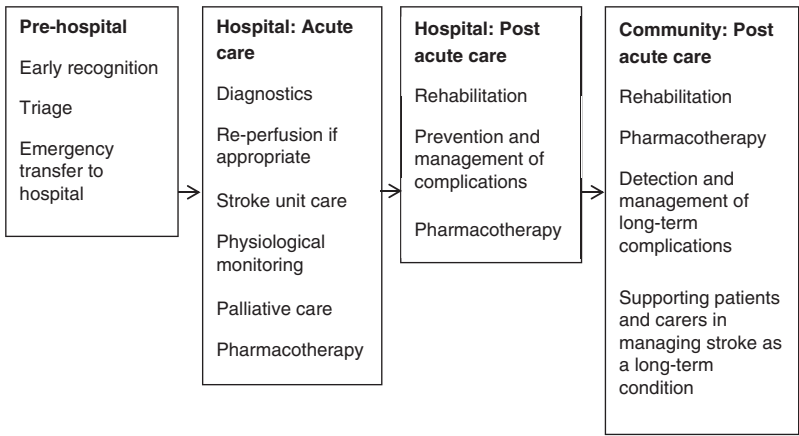 Pre-hospital
Early recognition
Triage
Emergency
transfer to
hospital
Hospital: Acute
care
Diagnostics
Re-perfusion if
appropriate
Stroke unit care
Physiological
monitoring
Palliative care
Pharmacotherapy
Hospital: Post
acute care
Rehabilitation
Prevention and
management of
complications
Pharmacotherapy
Community: Post
acute care
Rehabilitation
Pharmacotherapy
Detection and
management of
long-term
complications
Supporting patients
and carers in
managing stroke as
a long-term
condition